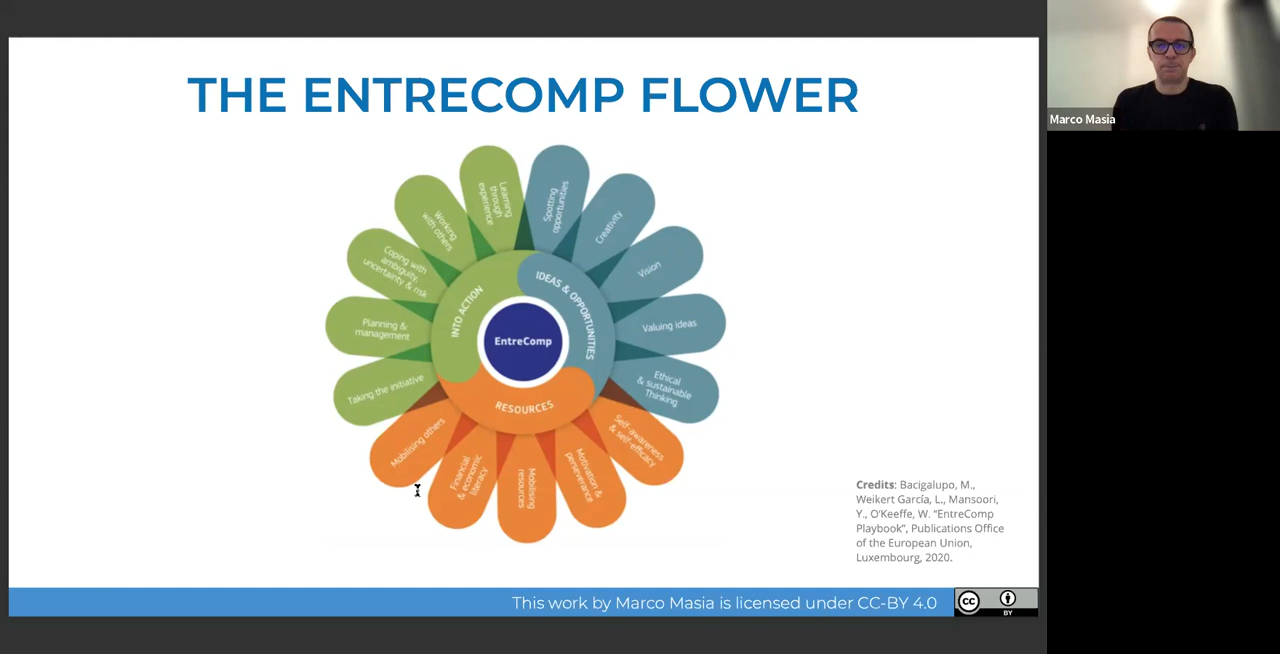 THE ENTRECOMP FLOWER
Marco Masia
Learning
through
experience
Spotting
opportunities
Working
with others
Creativity
Coping with
ambiguity,
uncertainty & risk
Vision
Planning &
management
INTO ACTION
IDEAS & OPPORTUNITIES
EntreComp
Valuing ideas
Taking the initiative
RESOURCES
Ethical
& sustainable
Thinking
Mobilising others
Financial
& economic
literacy
Mobilising
resources
Motivation &
perseverance
Self-awareness
& self-efficacy
Credits: Bacigalupo, M.,
Weikert García, L., Mansoori,
Y., O'Keeffe, W. “EntreComp
Playbook”, Publications Office
of the European Union,
Luxembourg, 2020.
This work by Marco Masia is licensed under CC-BY 4.0
cc
BY